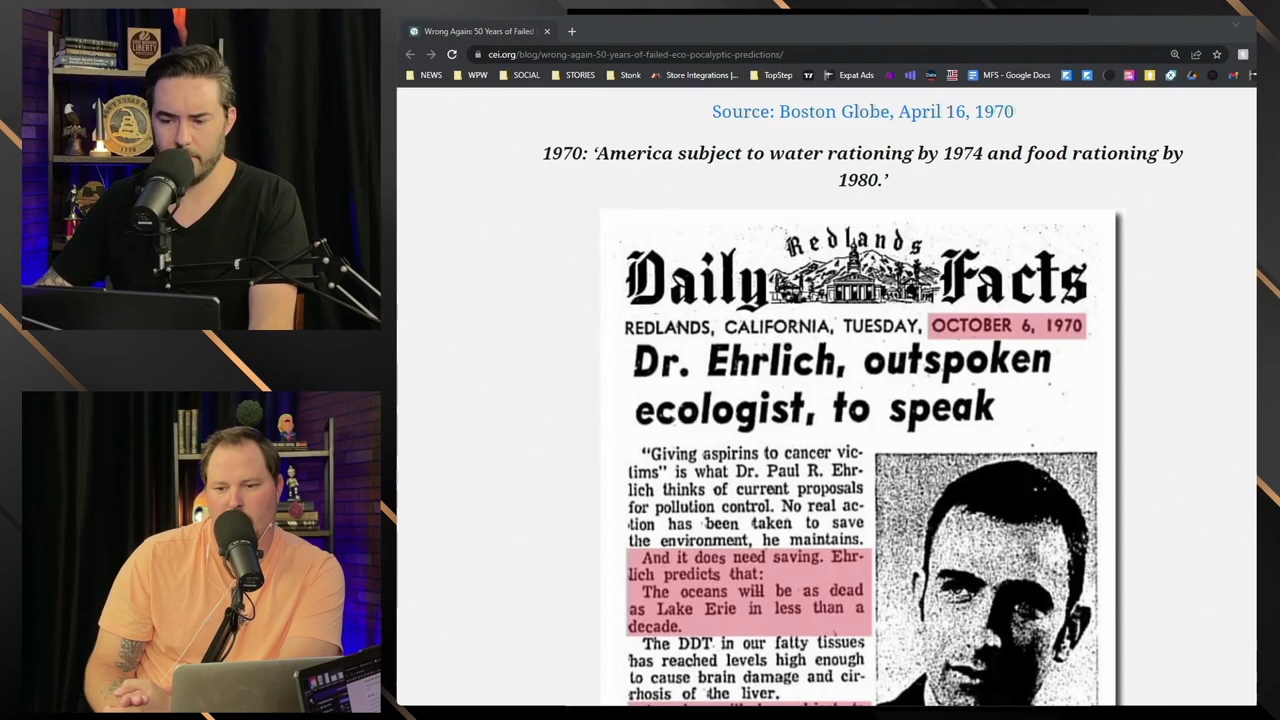 Wrong Again: 50 Years of Failed
cei.org/blog/wrong-again-50-years-of-failed-eco-pocalyptic-predictions/
NEWS WPW SOCIAL STORIES Stonk Store Integrations |... TopStep Expat Ads MFS - Google Docs
Source: Boston Globe, April 16, 1970
1970: ‘America subject to water rationing by 1974 and food rationing by
1980.’
Redlands
Daily Facts
REDLANDS, CALIFORNIA, TUESDAY, OCTOBER 6, 1970
Dr. Ehrlich, outspoken
ecologist, to speak
"Giving aspirins to cancer vic-
tims" is what Dr. Paul R. Ehr-
lich thinks of current proposals
for pollution control. No real ac-
tion has been taken to save
the environment, he maintains.
And it does need saving. Ehr-
lich predicts that:
The oceans will be as dead
as Lake Erie in less than a
decade.
The DDT in our fatty tissues
has reached levels high enough
to cause brain damage and cir-
rhosis of the liver.
LIBERTY